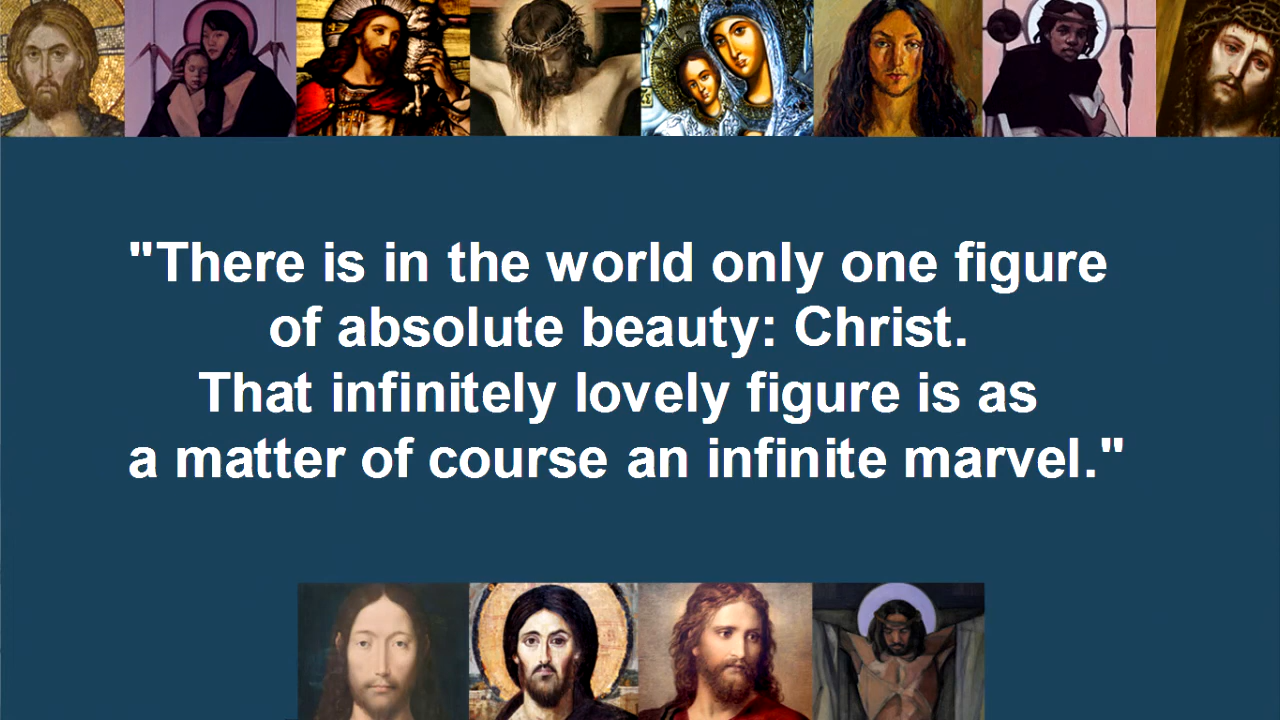 "There is in the world only one figure
of absolute beauty: Christ.
That infinitely lovely figure is as
a matter of course an infinite marvel."